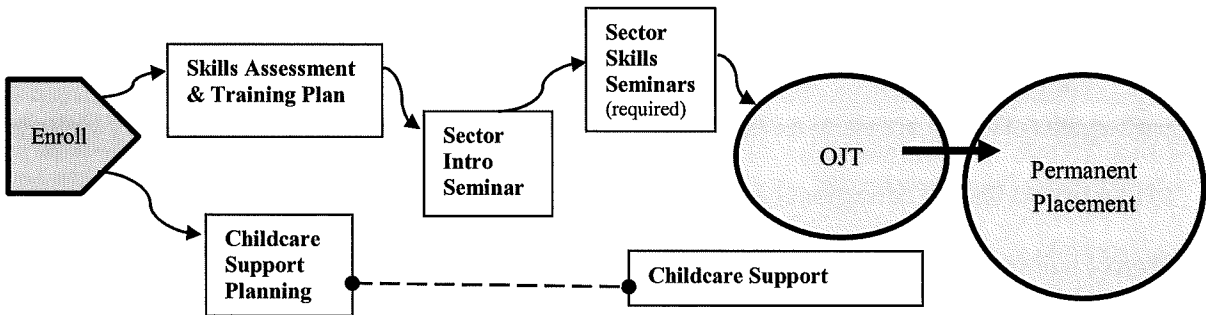 Enroll
Skills Assessment
& Training Plan
Sector
Intro
Seminar
Sector
Skills
Seminars
(required)
OJT
Permanent
Placement
Childcare
Support
Planning
Childcare Support